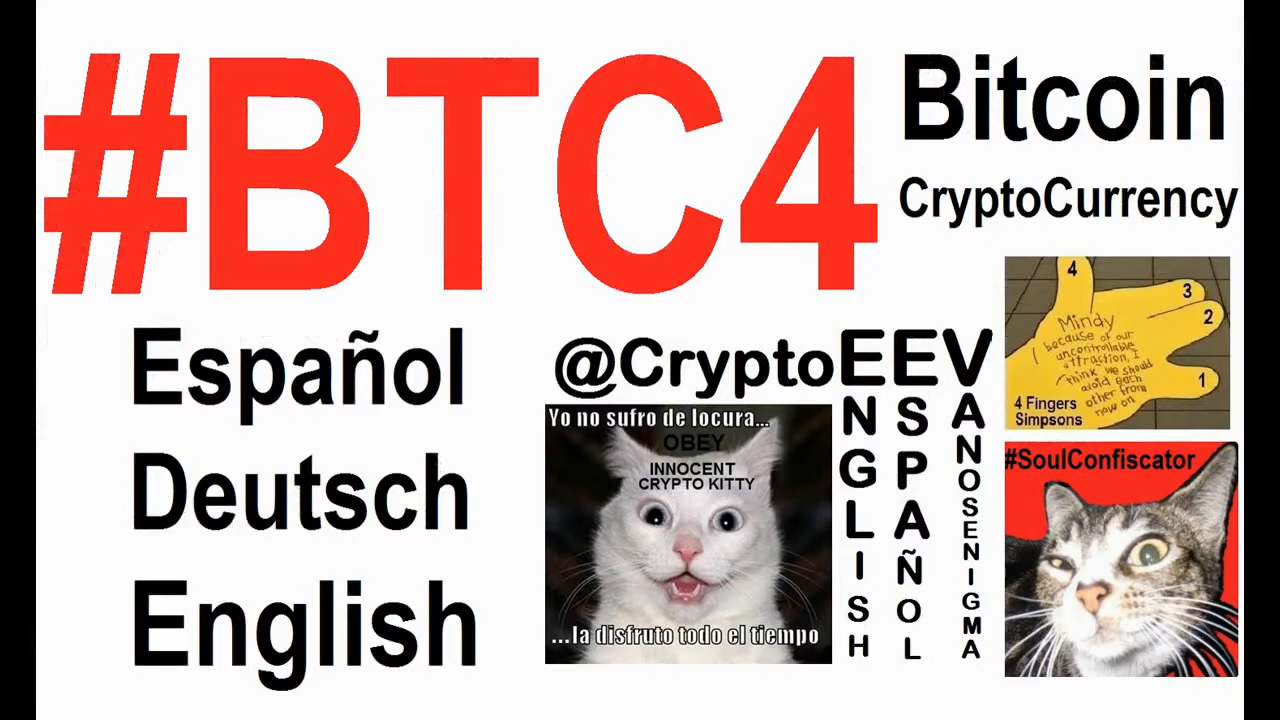 #BTC4
Bitcoin
CryptoCurrency
Español
Deutsch
English
@CryptoEEV
ENGLISH
ESPAÑOL
VANOSENIGMA
Yo no sufro de locura...
OBEY
INNOCENT
CRYPTO KITTY
...la disfruto todo el tiempo
4
3
2
1
Mindy
because of our
uncontrollable
attraction, I
think we should
avoid each
other from
now on
4 Fingers
Simpsons
#SoulConfiscator